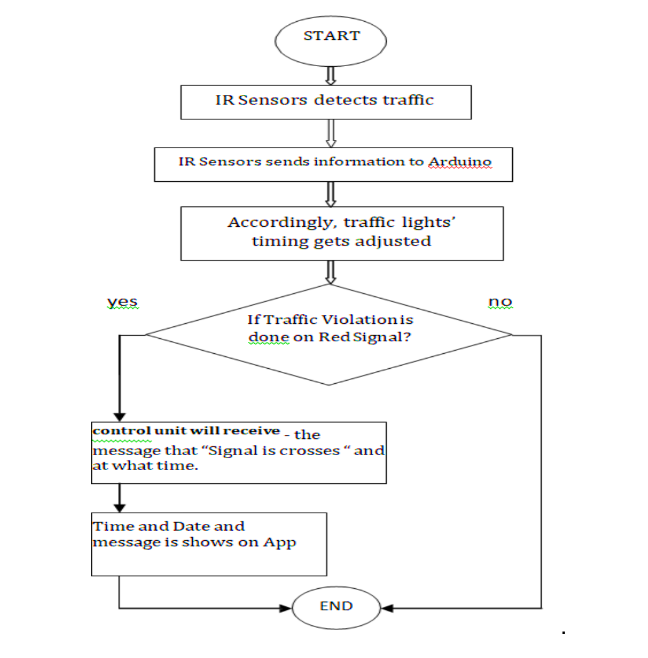 START
IR Sensors detects traffic
IR Sensors sends information to Arduino
Accordingly, traffic lights’
timing gets adjusted
yes
no
If Traffic Violation is
done on Red Signal?
control unit will receive - the
message that “Signal is crosses “ and
at what time.
Time and Date and
message is shows on App
END
.